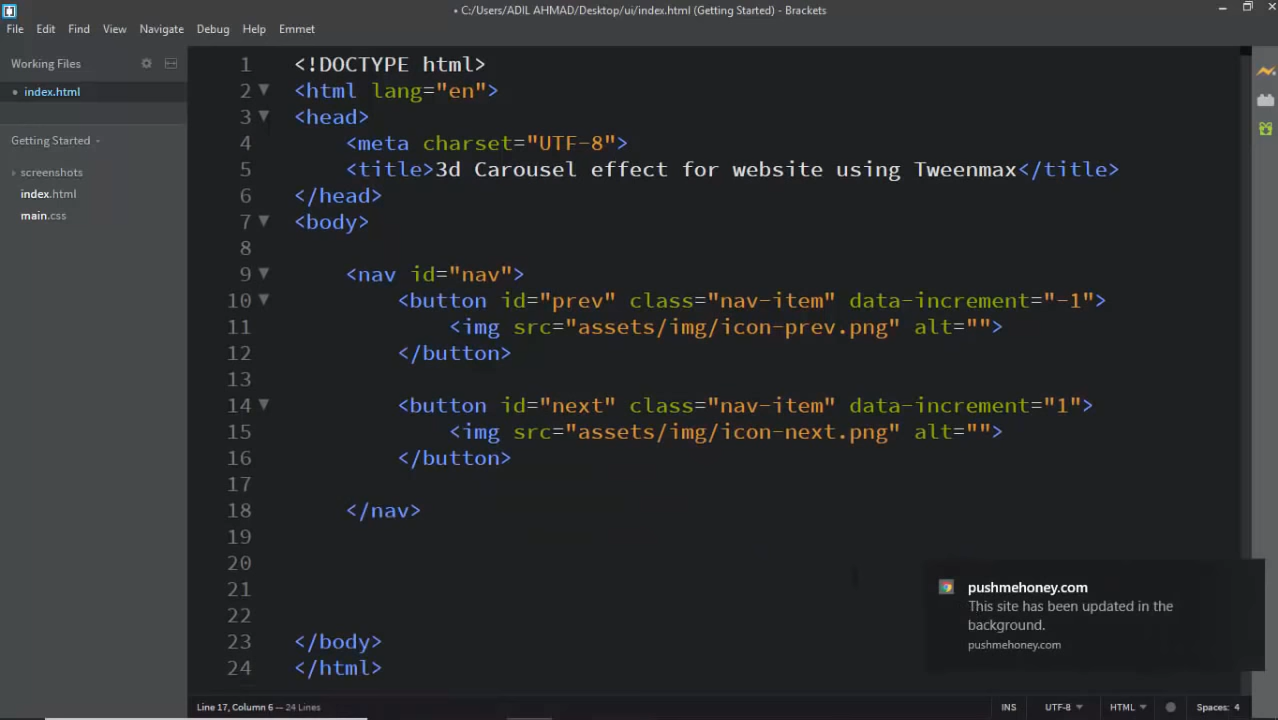 • C:/Users/ADIL AHMAD/Desktop/ui/index.html (Getting Started) - Brackets
File Edit Find View Navigate Debug Help Emmet
Working Files
• index.html
Getting Started
screenshots
index.html
main.css
1 <!DOCTYPE html>
2 <html lang="en">
3 <head>
4 <meta charset="UTF-8">
5 <title>3d Carousel effect for website using Tweenmax</title>
6 </head>
7 <body>
8
9 <nav id="nav">
10 <button id="prev" class="nav-item" data-increment="-1">
11 <img src="assets/img/icon-prev.png" alt="">
12 </button>
13
14 <button id="next" class="nav-item" data-increment="1">
15 <img src="assets/img/icon-next.png" alt="">
16 </button>
17
18 </nav>
19
20
21
22
23 </body>
24 </html>
pushmehoney.com
This site has been updated in the
background.
pushmehoney.com
Line 17, Column 6 — 24 Lines INS UTF-8 HTML Spaces: 4